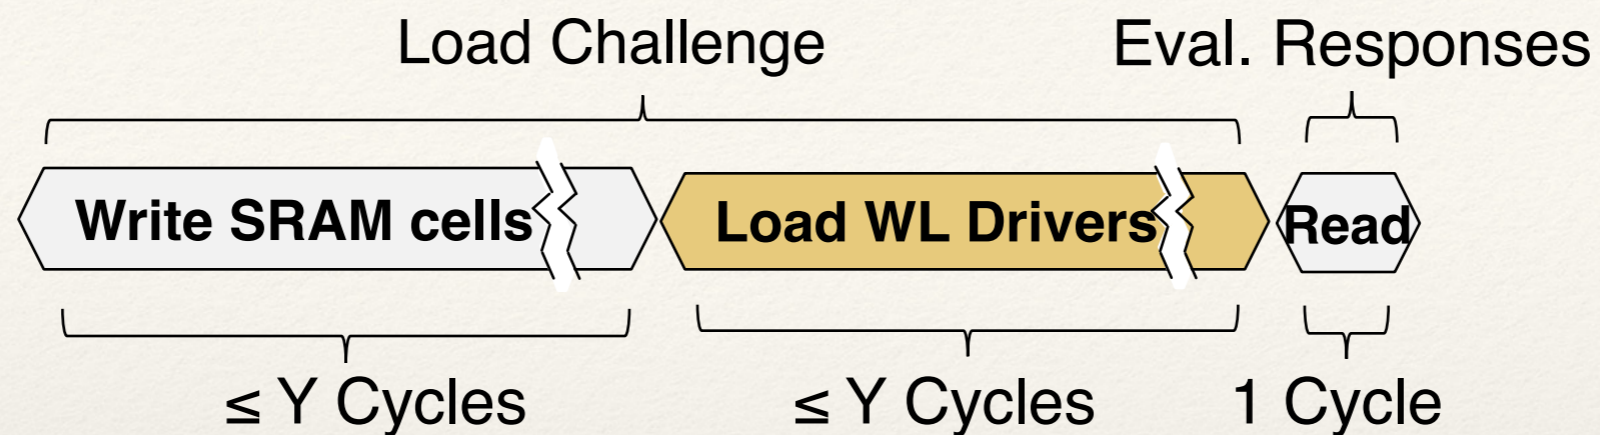 Load Challenge
Eval. Responses
Write SRAM cells
Load WL Drivers
Read
≤ Y Cycles
≤ Y Cycles
1 Cycle